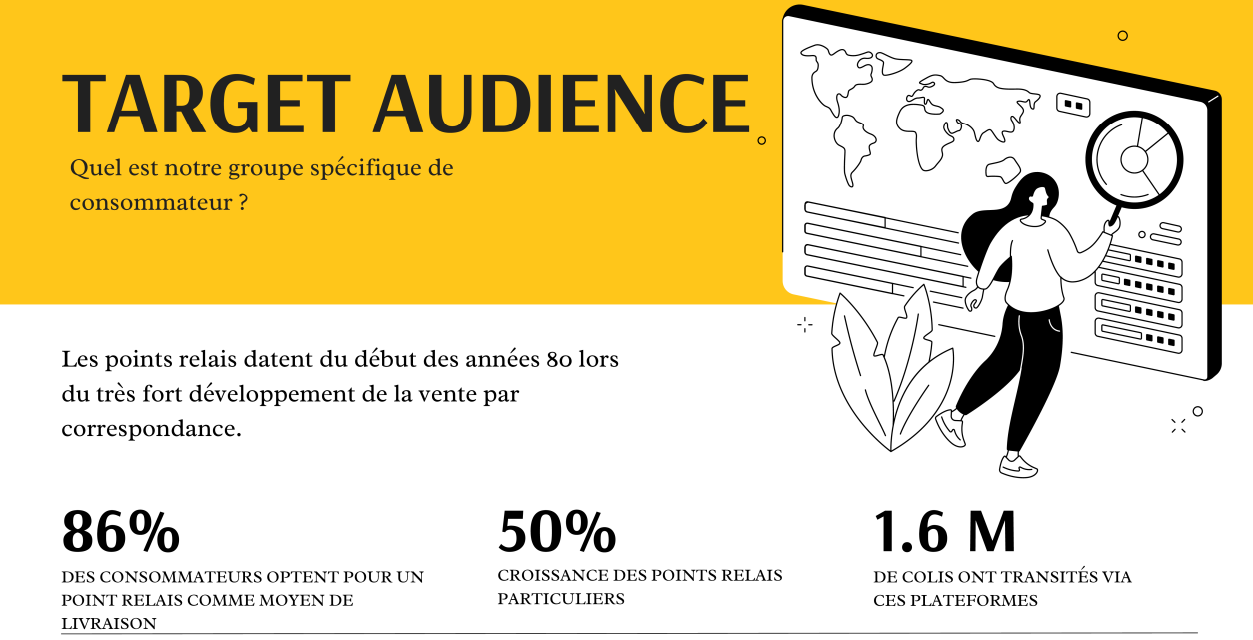 TARGET AUDIENCE
Quel est notre groupe spécifique de
consommateur ?
Les points relais datent du début des années 80 lors
du très fort développement de la vente par
correspondance.
86%
DES CONSOMMATEURS OPTENT POUR UN
POINT RELAIS COMME MOYEN DE
LIVRAISON
50%
CROISSANCE DES POINTS RELAIS
PARTICULIERS
1.6 M
DE COLIS ONT TRANSITÉS VIA
CES PLATEFORMES